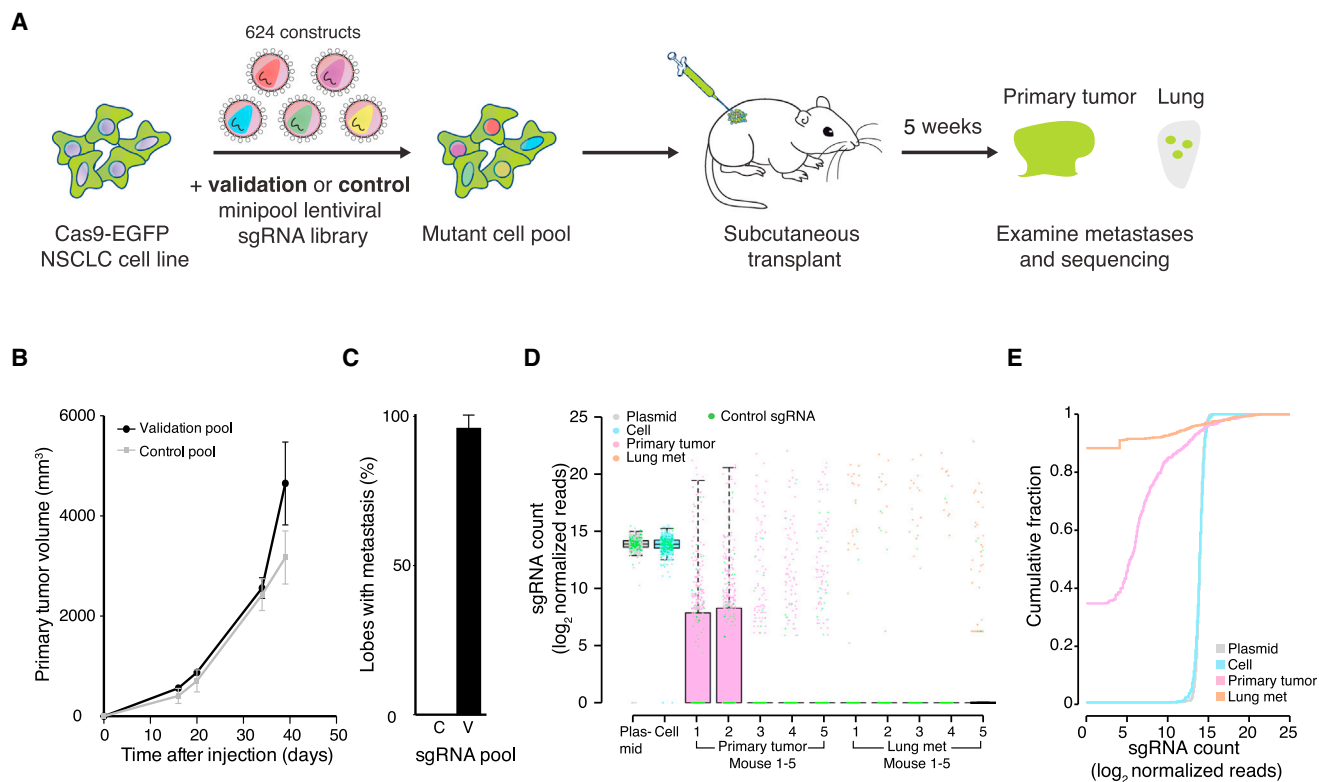 A
624 constructs
+ validation or control
minipool lentiviral
sgRNA library
Cas9-EGFP
NSCLC cell line
Mutant cell pool
Subcutaneous
transplant
5 weeks
Primary tumor
Lung
Examine metastases
and sequencing
B
Primary tumor volume (mm³)
6000
4000
2000
0
Validation pool
Control pool
0 10 20 30 40 50
Time after injection (days)
C
Lobes with metastasis (%)
100
50
0
C V
sgRNA pool
D
sgRNA count
(log₂ normalized reads)
25
20
15
10
5
0
Plasmid
Cell
Primary tumor
Lung met
Control sgRNA
Plas-
mid
Cell
1 2 3 4 5
Primary tumor
Mouse 1-5
1 2 3 4 5
Lung met
Mouse 1-5
E
Cumulative fraction
1
0.8
0.6
0.4
0.2
0
Plasmid
Cell
Primary tumor
Lung met
0 5 10 15 20 25
sgRNA count
(log₂ normalized reads)